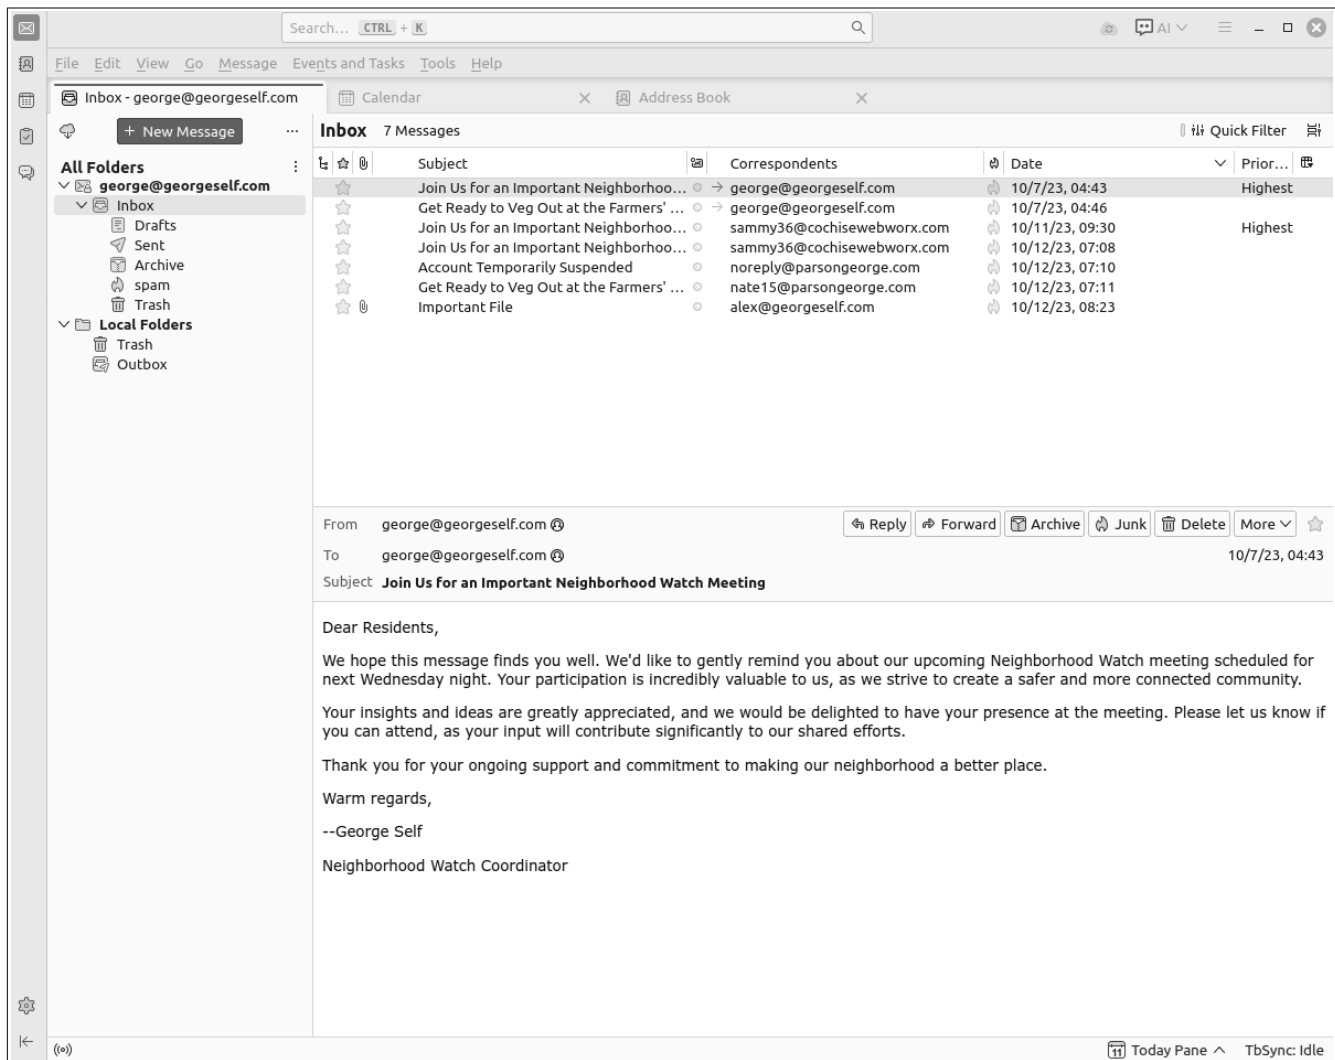 Search... CTRL + K
AI
File Edit View Go Message Events and Tasks Tools Help
Inbox - george@georgeself.com Calendar Address Book
+ New Message ...
Inbox 7 Messages Quick Filter
All Folders
george@georgeself.com
Inbox
Drafts
Sent
Archive
spam
Trash
Local Folders
Trash
Outbox
Subject Correspondents Date Prior...
Join Us for an Important Neighborhoo... george@georgeself.com 10/7/23, 04:43 Highest
Get Ready to Veg Out at the Farmers' ... george@georgeself.com 10/7/23, 04:46
Join Us for an Important Neighborhoo... sammy36@cochisewebworx.com 10/11/23, 09:30 Highest
Join Us for an Important Neighborhoo... sammy36@cochisewebworx.com 10/12/23, 07:08
Account Temporarily Suspended noreply@parsongeorge.com 10/12/23, 07:10
Get Ready to Veg Out at the Farmers' ... nate15@parsongeorge.com 10/12/23, 07:11
Important File alex@georgeself.com 10/12/23, 08:23
From george@georgeself.com Reply Forward Archive Junk Delete More
To george@georgeself.com 10/7/23, 04:43
Subject Join Us for an Important Neighborhood Watch Meeting
Dear Residents,
We hope this message finds you well. We'd like to gently remind you about our upcoming Neighborhood Watch meeting scheduled for
next Wednesday night. Your participation is incredibly valuable to us, as we strive to create a safer and more connected community.
Your insights and ideas are greatly appreciated, and we would be delighted to have your presence at the meeting. Please let us know if
you can attend, as your input will contribute significantly to our shared efforts.
Thank you for your ongoing support and commitment to making our neighborhood a better place.
Warm regards,
--George Self
Neighborhood Watch Coordinator
11 Today Pane TbSync: Idle